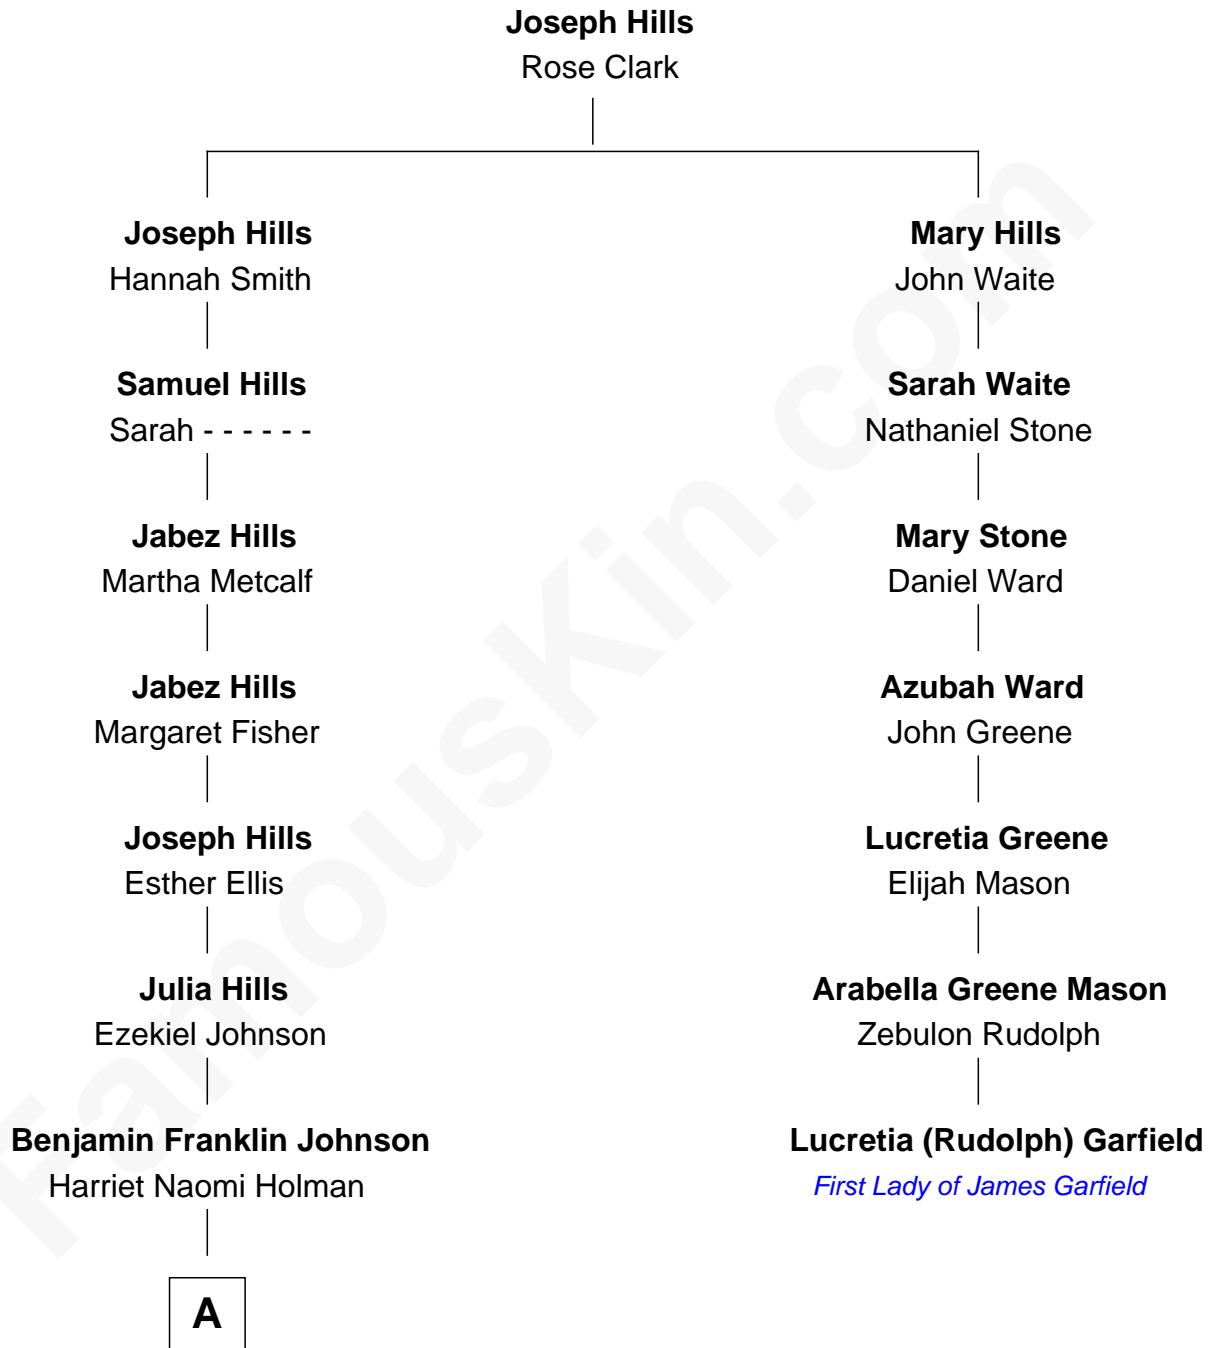 Joseph Hills
Rose Clark
Joseph Hills
Hannah Smith
Samuel Hills
Sarah - - - - - -
Jabez Hills
Martha Metcalf
Jabez Hills
Margaret Fisher
Joseph Hills
Esther Ellis
Julia Hills
Ezekiel Johnson
Benjamin Franklin Johnson
Harriet Naomi Holman
A
Mary Hills
John Waite
Sarah Waite
Nathaniel Stone
Mary Stone
Daniel Ward
Azubah Ward
John Greene
Lucretia Greene
Elijah Mason
Arabella Greene Mason
Zebulon Rudolph
Lucretia (Rudolph) Garfield
First Lady of James Garfield
FamousKin.com